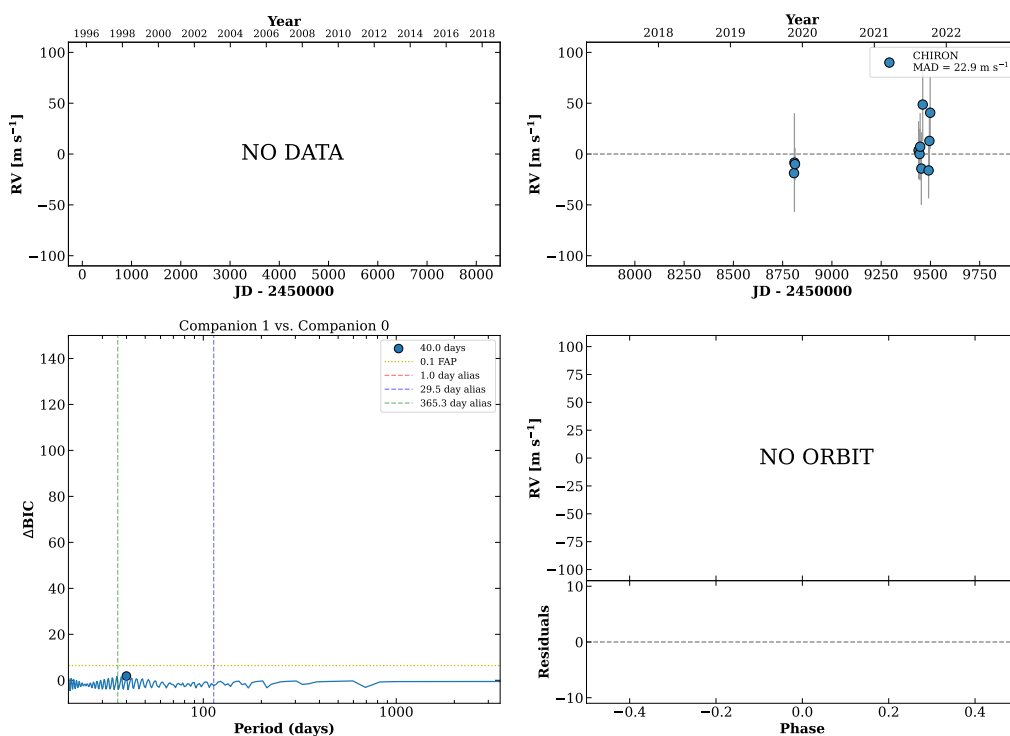 Year
1996 1998 2000 2002 2004 2006 2008 2010 2012 2014 2016 2018
100
50
0
−50
−100
RV [m s⁻¹]
NO DATA
0 1000 2000 3000 4000 5000 6000 7000 8000
JD - 2450000
Year
2018 2019 2020 2021 2022
100
50
0
−50
−100
RV [m s⁻¹]
CHIRON
MAD = 22.9 m s⁻¹
8000 8250 8500 8750 9000 9250 9500 9750
JD - 2450000
Companion 1 vs. Companion 0
140
120
100
80
60
40
20
0
ΔBIC
40.0 days
0.1 FAP
1.0 day alias
29.5 day alias
365.3 day alias
100 1000
Period (days)
100
75
50
25
0
−25
−50
−75
−100
RV [m s⁻¹]
NO ORBIT
10
0
−10
Residuals
−0.4 −0.2 0.0 0.2 0.4
Phase